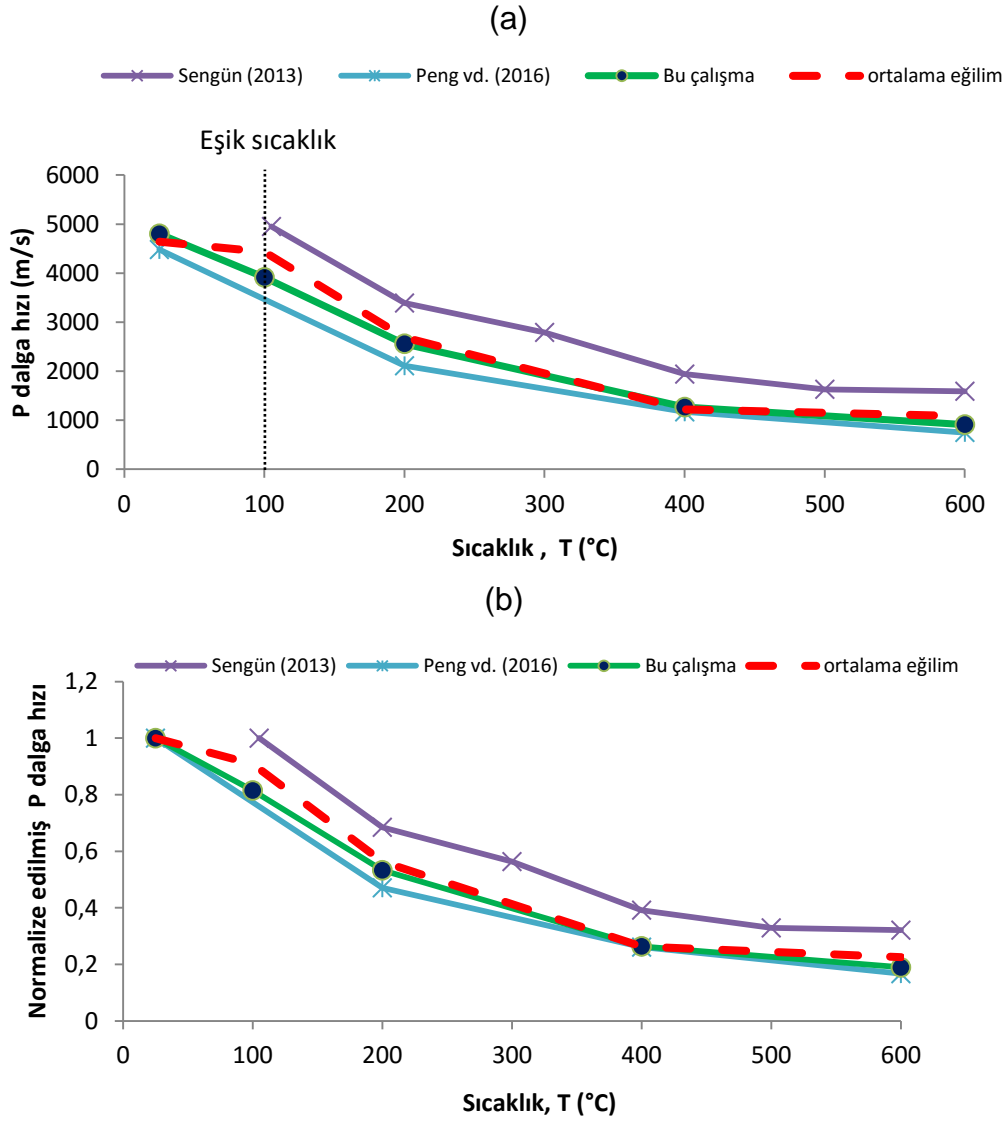 (a)
Sengün (2013) Peng vd. (2016) Bu çalışma ortalama eğilim
Eşik sıcaklık
P dalga hızı (m/s)
6000
5000
4000
3000
2000
1000
0
0 100 200 300 400 500 600
Sıcaklık , T (°C)
(b)
Sengün (2013) Peng vd. (2016) Bu çalışma ortalama eğilim
Normalize edilmiş P dalga hızı
1,2
1
0,8
0,6
0,4
0,2
0
0 100 200 300 400 500 600
Sıcaklık, T (°C)